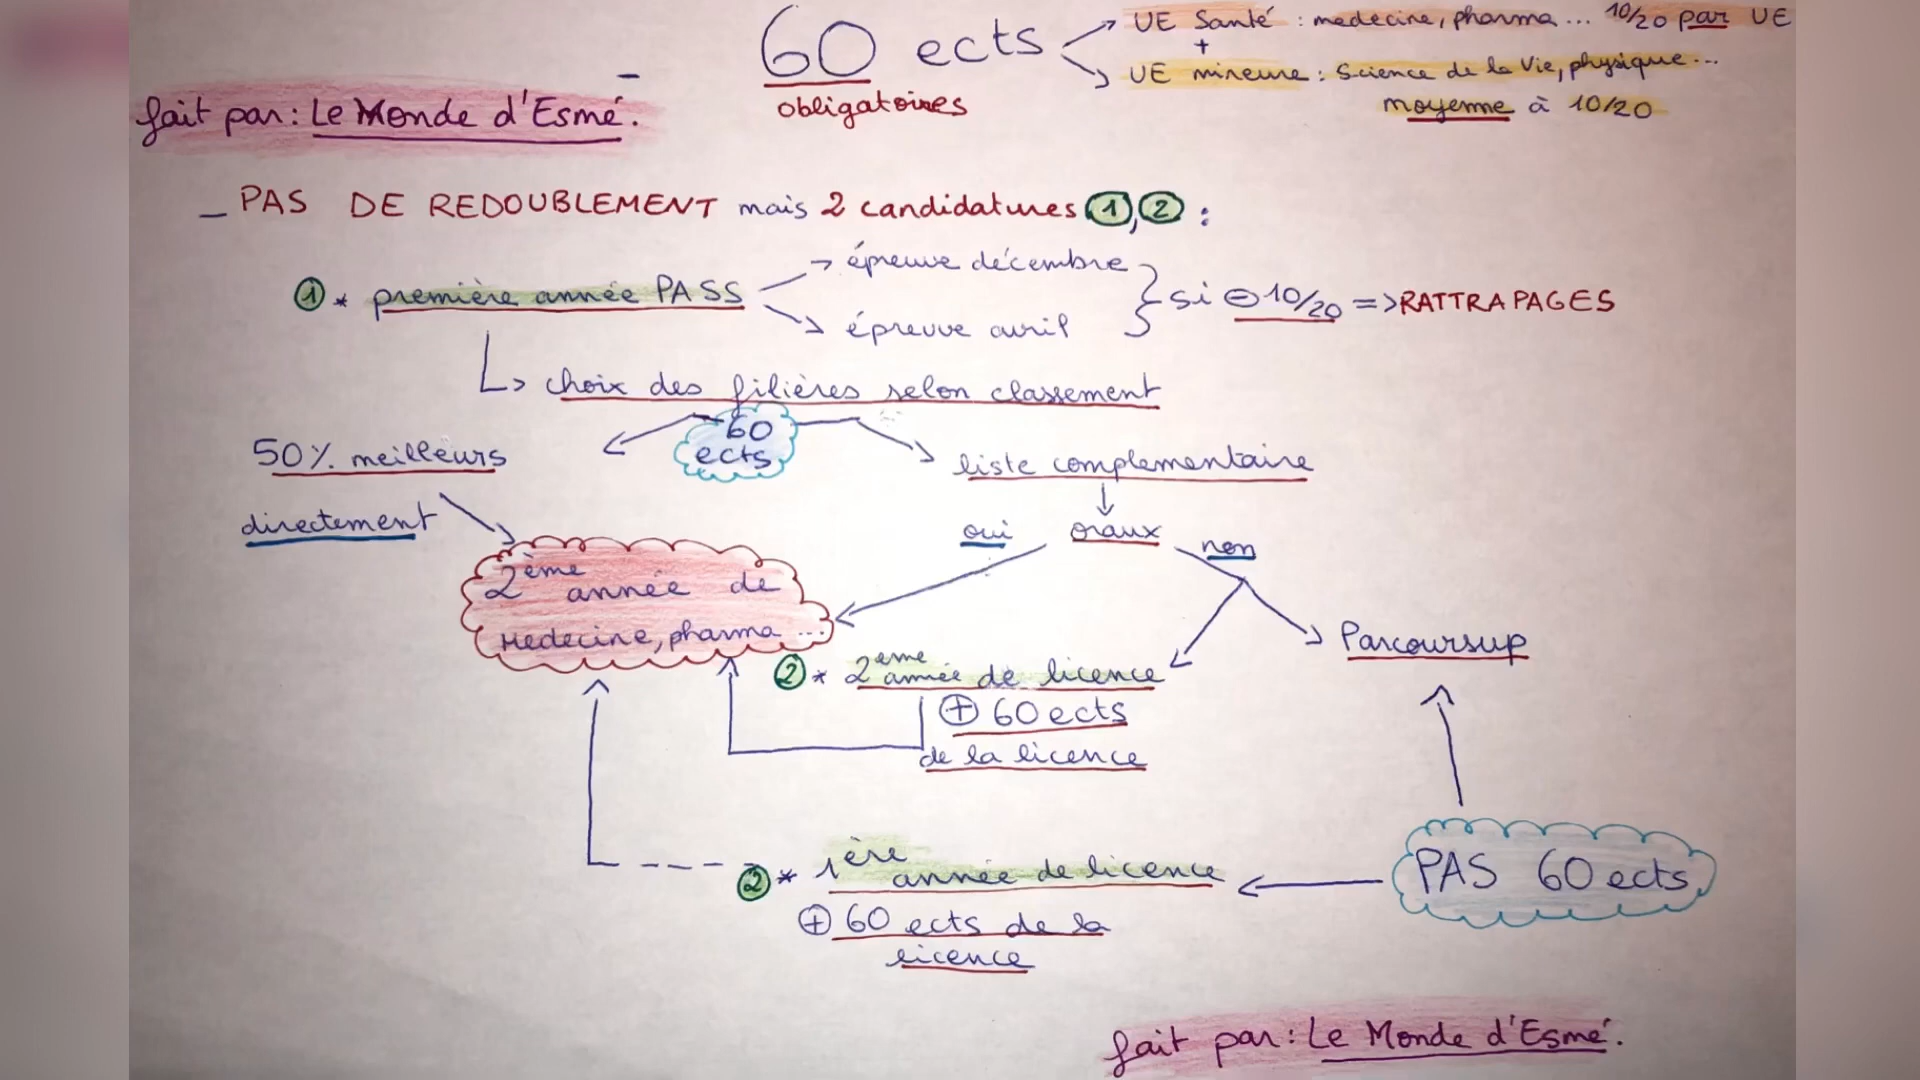 60 ects
obligatoires
UE Santé : medecine, pharma... 10/20 par UE
+
UE mineure : Science de la Vie, physique...
moyenne à 10/20
fait par : Le Monde d'Esmé.
_ PAS DE REDOUBLEMENT mais 2 candidatures ①,② :
① * première année PASS
→ épreuve décembre
→ épreuve avril
si ⊖ 10/20 => RATTRAPAGES
↳ choix des filières selon classement
60
ects
50% meilleurs
directement
liste complementaire
oui
oraux
non
2ème année de
Medecine, pharma ...
Parcoursup
② * 2eme année de licence
⊕ 60 ects
de la licence
PAS 60 ects
② * 1ère année de licence
⊕ 60 ects de la
licence
fait par : Le Monde d'Esmé.